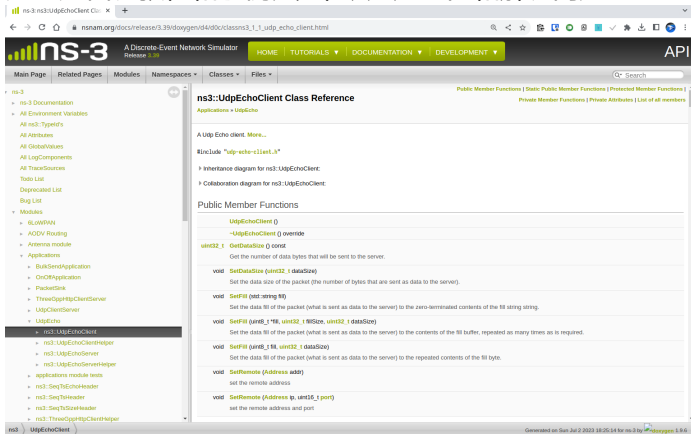 ns-3: ns3::UdpEchoClient Cla
nsnam.org/docs/release/3.39/doxygen/d4/d0c/classns3_1_1_udp_echo_client.html
NS-3
A Discrete-Event Network Simulator
Release 3.39
HOME TUTORIALS ▼ DOCUMENTATION ▼ DEVELOPMENT ▼
API
Main Page Related Pages Modules Namespaces Classes Files
Search
ns-3
ns-3 Documentation
All Environment Variables
All ns3::TypeId's
All Attributes
All GlobalValues
All LogComponents
All TraceSources
Todo List
Deprecated List
Bug List
Modules
6LoWPAN
AODV Routing
Antenna module
Applications
BulkSendApplication
OnOffApplication
PacketSink
ThreeGppHttpClientServer
UdpClientServer
UdpEcho
ns3::UdpEchoClient
ns3::UdpEchoClientHelper
ns3::UdpEchoServer
ns3::UdpEchoServerHelper
applications module tests
ns3::SeqTsEchoHeader
ns3::SeqTsHeader
ns3::SeqTsSizeHeader
ns3::ThreeGppHttpClientHelper
Public Member Functions | Static Public Member Functions | Protected Member Functions |
Private Member Functions | Private Attributes | List of all members
ns3::UdpEchoClient Class Reference
Applications » UdpEcho
A Udp Echo client. More...
#include "udp-echo-client.h"
Inheritance diagram for ns3::UdpEchoClient:
Collaboration diagram for ns3::UdpEchoClient:
Public Member Functions
UdpEchoClient ()
~UdpEchoClient () override
uint32_t GetDataSize () const
Get the number of data bytes that will be sent to the server.
void SetDataSize (uint32_t dataSize)
Set the data size of the packet (the number of bytes that are sent as data to the server).
void SetFill (std::string fill)
Set the data fill of the packet (what is sent as data to the server) to the zero-terminated contents of the fill string string.
void SetFill (uint8_t *fill, uint32_t fillSize, uint32_t dataSize)
Set the data fill of the packet (what is sent as data to the server) to the contents of the fill buffer, repeated as many times as is required.
void SetFill (uint8_t fill, uint32_t dataSize)
Set the data fill of the packet (what is sent as data to the server) to the repeated contents of the fill byte.
void SetRemote (Address addr)
set the remote address
void SetRemote (Address ip, uint16_t port)
set the remote address and port
ns3 UdpEchoClient
Generated on Sun Jul 2 2023 18:25:14 for ns-3 by doxygen 1.9.6